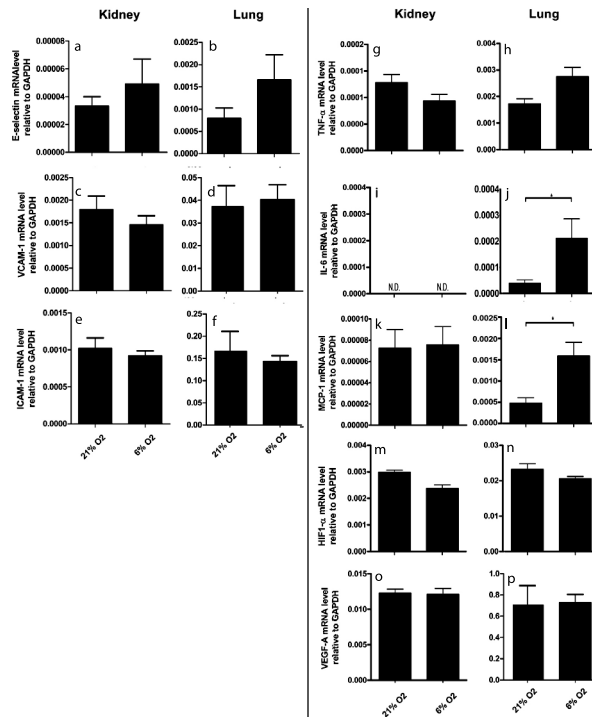 Kidney
Lung
a
E-selectin mRNAlevel
relative to GAPDH
0.00008
0.00006
0.00004
0.00002
0.00000
b
0.0025
0.0020
0.0015
0.0010
0.0005
0.0000
c
VCAM-1 mRNA level
relative to GAPDH
0.0025
0.0020
0.0015
0.0010
0.0005
0.0000
d
0.05
0.04
0.03
0.02
0.01
0.00
e
ICAM-1 mRNA level
relative to GAPDH
0.0015
0.0010
0.0005
0.0000
f
0.25
0.20
0.15
0.10
0.05
0.00
21% O2
6% O2
21% O2
6% O2
Kidney
Lung
g
TNF-α mRNA level
relative to GAPDH
0.0002
0.0001
0.0001
0.0000
h
0.004
0.003
0.002
0.001
0.000
i
IL-6 mRNA level
relative to GAPDH
0.0004
0.0003
0.0002
0.0001
0.0000
N.D.
N.D.
j
0.0004
0.0003
0.0002
0.0001
0.0000
*
k
MCP-1 mRNA level
relative to GAPDH
0.00010
0.00008
0.00006
0.00004
0.00002
0.00000
l
0.0025
0.0020
0.0015
0.0010
0.0005
0.0000
*
m
HIF1-α mRNA level
relative to GAPDH
0.004
0.003
0.002
0.001
0.000
n
0.03
0.02
0.01
0.00
o
VEGF-A mRNA level
relative to GAPDH
0.015
0.010
0.005
0.000
p
1.0
0.8
0.6
0.4
0.2
0.0
21% O2
6% O2
21% O2
6% O2